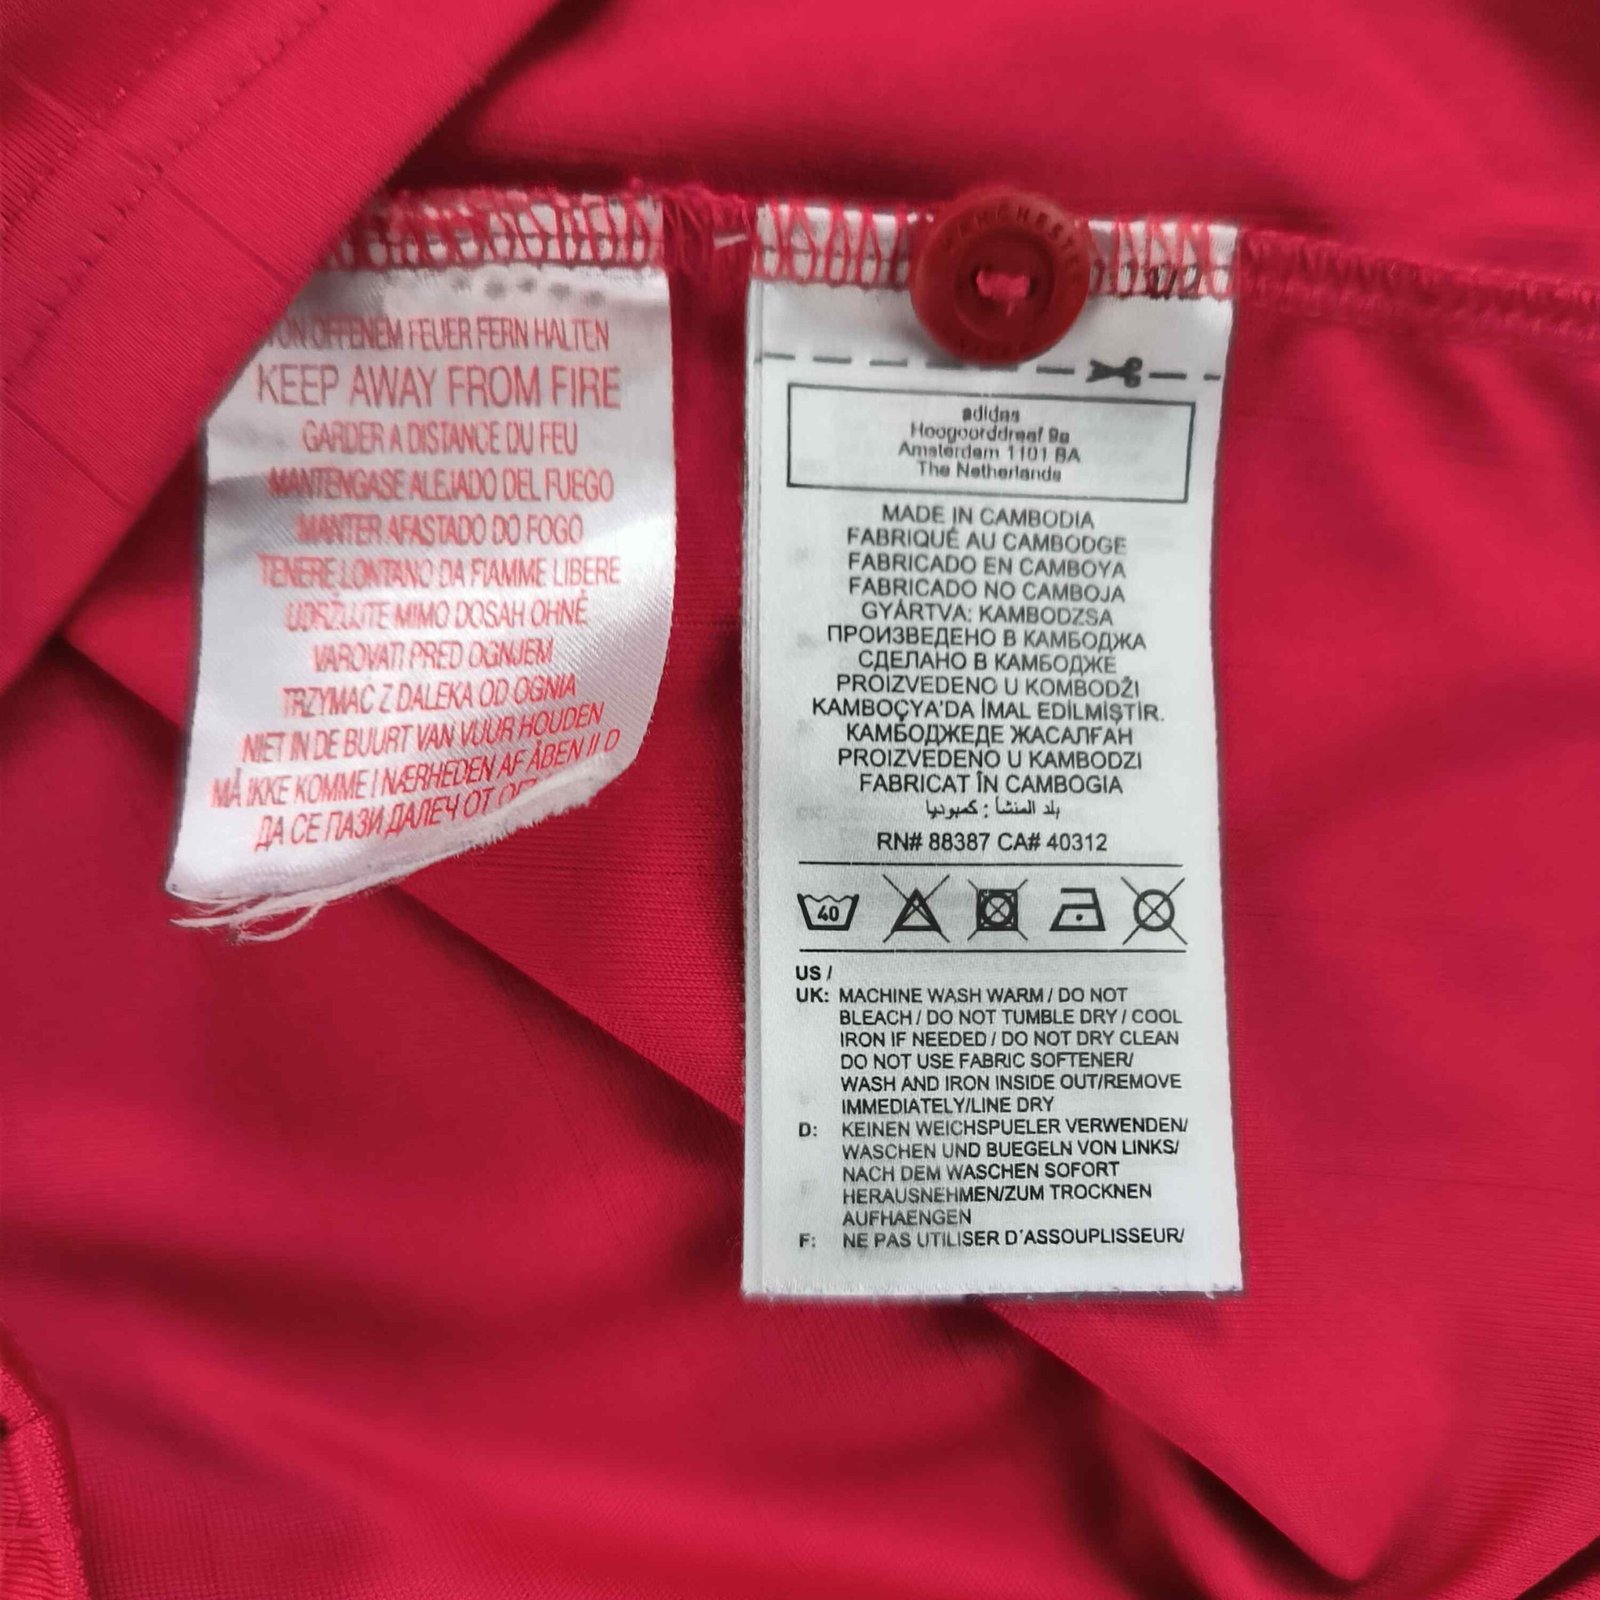 VON OFFENEM FEUER FERN HALTEN
KEEP AWAY FROM FIRE
GARDER A DISTANCE DU FEU
MANTENGASE ALEJADO DEL FUEGO
MANTER AFASTADO DO FOGO
TENERE LONTANO DA FIAMME LIBERE
UDRŽUJTE MIMO DOSAH OHNĚ
VAROVATI PRED OGNJEM
TRZYMAĆ Z DALEKA OD OGNIA
NIET IN DE BUURT VAN VUUR HOUDEN
MÅ IKKE KOMME I NÆRHEDEN AF ÅBEN ILD
ДА СЕ ПАЗИ ДАЛЕЧ ОТ
MANCHESTER
adidas
Hoogoorddreef 9a
Amsterdam 1101 BA
The Netherlands
MADE IN CAMBODIA
FABRIQUÉ AU CAMBODGE
FABRICADO EN CAMBOYA
FABRICADO NO CAMBOJA
GYÁRTVA: KAMBODZSA
ПРОИЗВЕДЕНО В КАМБОДЖА
СДЕЛАНО В КАМБОДЖЕ
PROIZVEDENO U KOMBODŽI
KAMBOÇYA'DA İMAL EDİLMİŞTİR.
КАМБОДЖЕДЕ ЖАСАЛҒАН
PROIZVEDENO U KAMBODZI
FABRICAT ÎN CAMBOGIA
بلد المنشأ : كمبوديا
RN# 88387 CA# 40312
40
US /
UK: MACHINE WASH WARM / DO NOT
BLEACH / DO NOT TUMBLE DRY / COOL
IRON IF NEEDED / DO NOT DRY CLEAN
DO NOT USE FABRIC SOFTENER/
WASH AND IRON INSIDE OUT/REMOVE
IMMEDIATELY/LINE DRY
D: KEINEN WEICHSPUELER VERWENDEN/
WASCHEN UND BUEGELN VON LINKS/
NACH DEM WASCHEN SOFORT
HERAUSNEHMEN/ZUM TROCKNEN
AUFHAENGEN
F: NE PAS UTILISER D'ASSOUPLISSEUR/